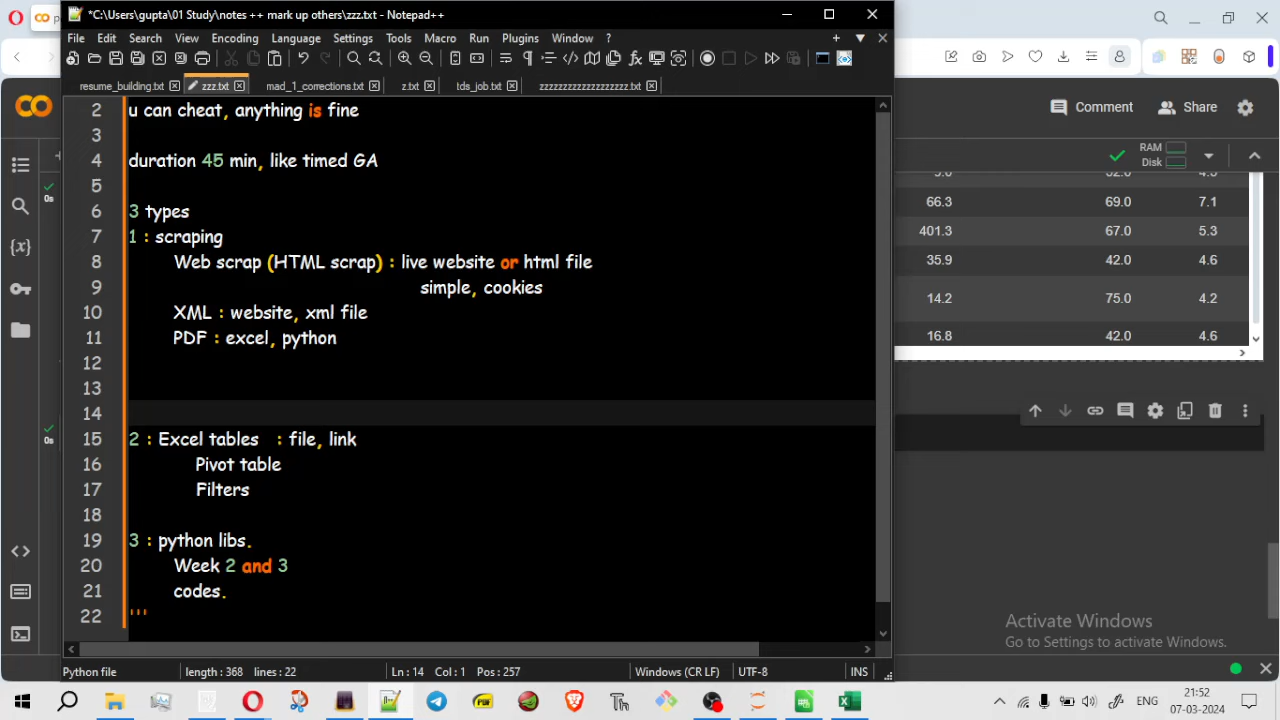 *C:\Users\gupta\01 Study\notes ++ mark up others\zzz.txt - Notepad++
File Edit Search View Encoding Language Settings Tools Macro Run Plugins Window ?
resume_building.txt zzz.txt mad_1_corrections.txt z.txt tds_job.txt zzzzzzzzzzzzzzzzzzz.txt
Comment Share
RAM
Disk
2 u can cheat, anything is fine
3
4 duration 45 min, like timed GA
5
6 3 types
7 1 : scraping
8 Web scrap (HTML scrap) : live website or html file
9 simple, cookies
10 XML : website, xml file
11 PDF : excel, python
12
13
14
15 2 : Excel tables : file, link
16 Pivot table
17 Filters
18
19 3 : python libs.
20 Week 2 and 3
21 codes.
22 '''
66.3 69.0 7.1
401.3 67.0 5.3
35.9 42.0 4.6
14.2 75.0 4.2
16.8 42.0 4.6
0s
0s
Activate Windows
Go to Settings to activate Windows.
Python file length : 368 lines : 22 Ln : 14 Col : 1 Pos : 257 Windows (CR LF) UTF-8 INS
ENG 21:52
07-03-2024